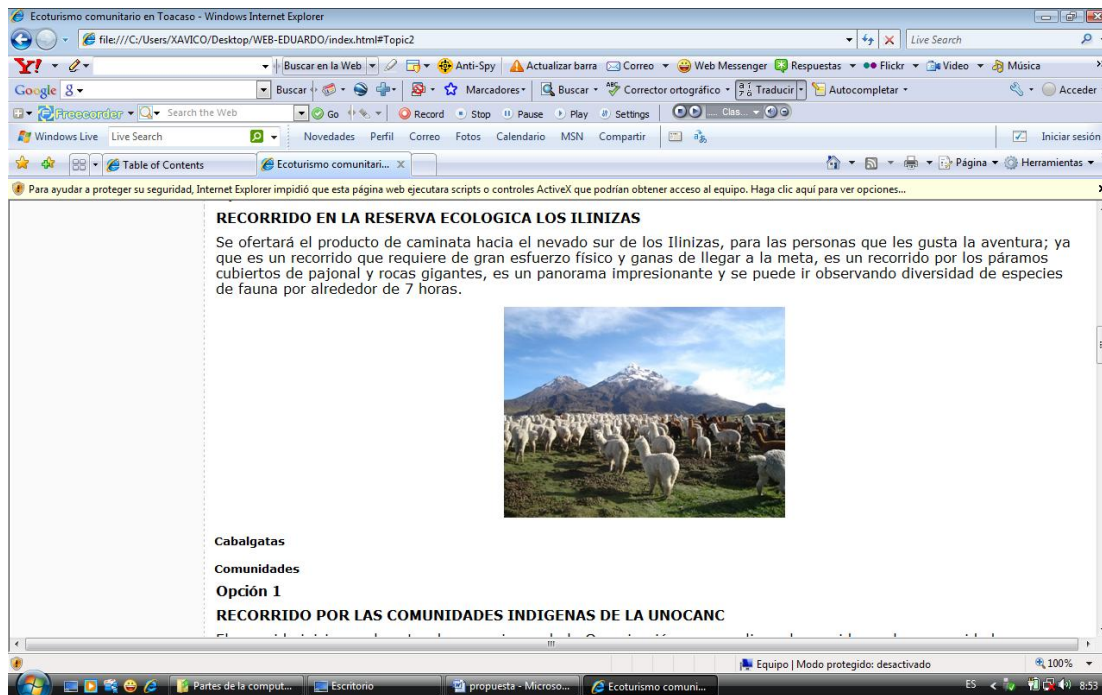 Ecoturismo comunitario en Toacaso - Windows Internet Explorer
file:///C:/Users/XAVICO/Desktop/WEB-EDUARDO/index.html#Topic2
Live Search
Y!
Buscar en la Web
Anti-Spy
Actualizar barra
Correo
Web Messenger
Respuestas
Flickr
Video
Música
Google
Buscar
Marcadores
Buscar
Corrector ortográfico
Traducir
Autocompletar
Acceder
Freecorder
Search the Web
Go
Record
Stop
Pause
Play
Settings
Clas...
Windows Live
Live Search
Novedades
Perfil
Correo
Fotos
Calendario
MSN
Compartir
Iniciar sesión
Table of Contents
Ecoturismo comunitari...
Página
Herramientas
Para ayudar a proteger su seguridad, Internet Explorer impidió que esta página web ejecutara scripts o controles ActiveX que podrían obtener acceso al equipo. Haga clic aquí para ver opciones...
RECORRIDO EN LA RESERVA ECOLOGICA LOS ILINIZAS
Se ofertará el producto de caminata hacia el nevado sur de los Ilinizas, para las personas que les gusta la aventura; ya
que es un recorrido que requiere de gran esfuerzo físico y ganas de llegar a la meta, es un recorrido por los páramos
cubiertos de pajonal y rocas gigantes, es un panorama impresionante y se puede ir observando diversidad de especies
de fauna por alrededor de 7 horas.
Cabalgatas
Comunidades
Opción 1
RECORRIDO POR LAS COMUNIDADES INDIGENAS DE LA UNOCANC
Equipo | Modo protegido: desactivado
100%
Partes de la comput...
Escritorio
propuesta - Microso...
Ecoturismo comuni...
ES
8:53